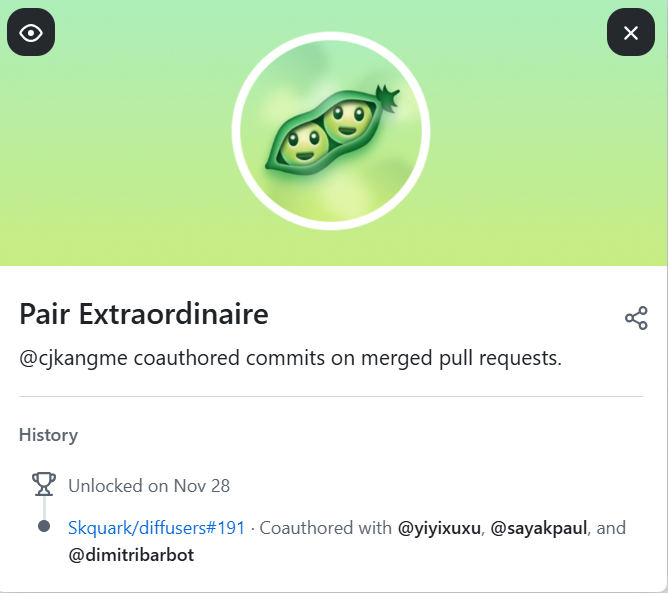 Pair Extraordinaire
@cjkangme coauthored commits on merged pull requests.
History
Unlocked on Nov 28
Skquark/diffusers#191 · Coauthored with @yiyixuxu, @sayakpaul, and
@dimitribarbot